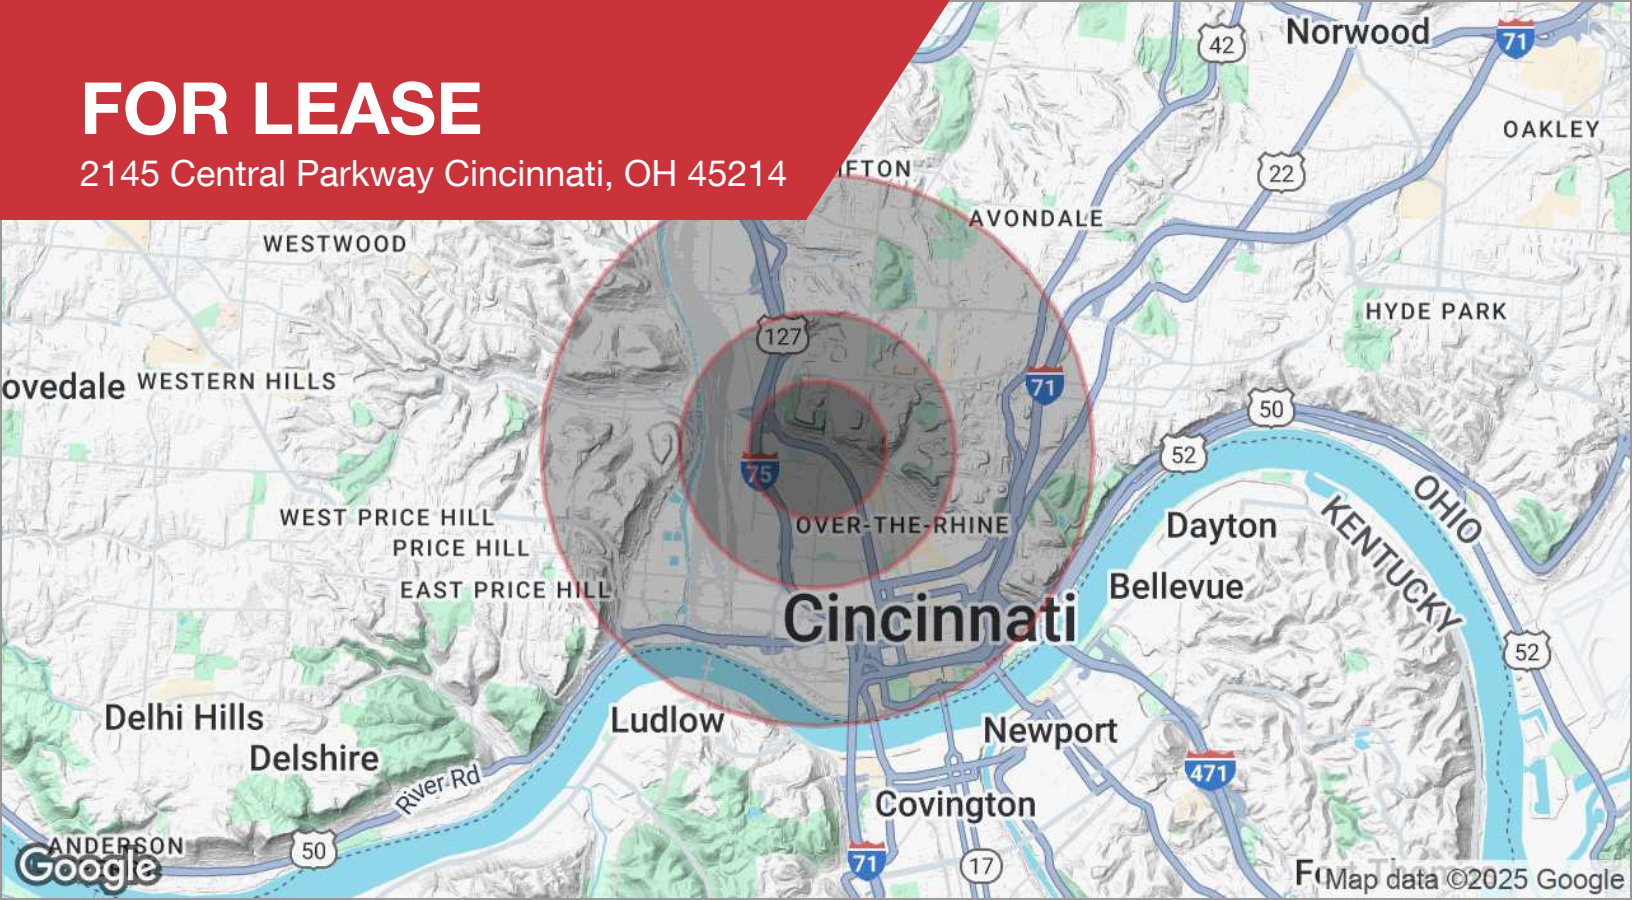 FOR LEASE
2145 Central Parkway Cincinnati, OH 45214
Norwood
42
71
OAKLEY
22
AVONDALE
WESTWOOD
HYDE PARK
127
ovedale
WESTERN HILLS
71
50
52
75
OHIO
KENTUCKY
WEST PRICE HILL
OVER-THE-RHINE
Dayton
PRICE HILL
EAST PRICE HILL
Bellevue
Cincinnati
52
Delhi Hills
Ludlow
Newport
Delshire
River Rd
471
Covington
ANDERSON
50
71
17
Google
Map data ©2025 Google